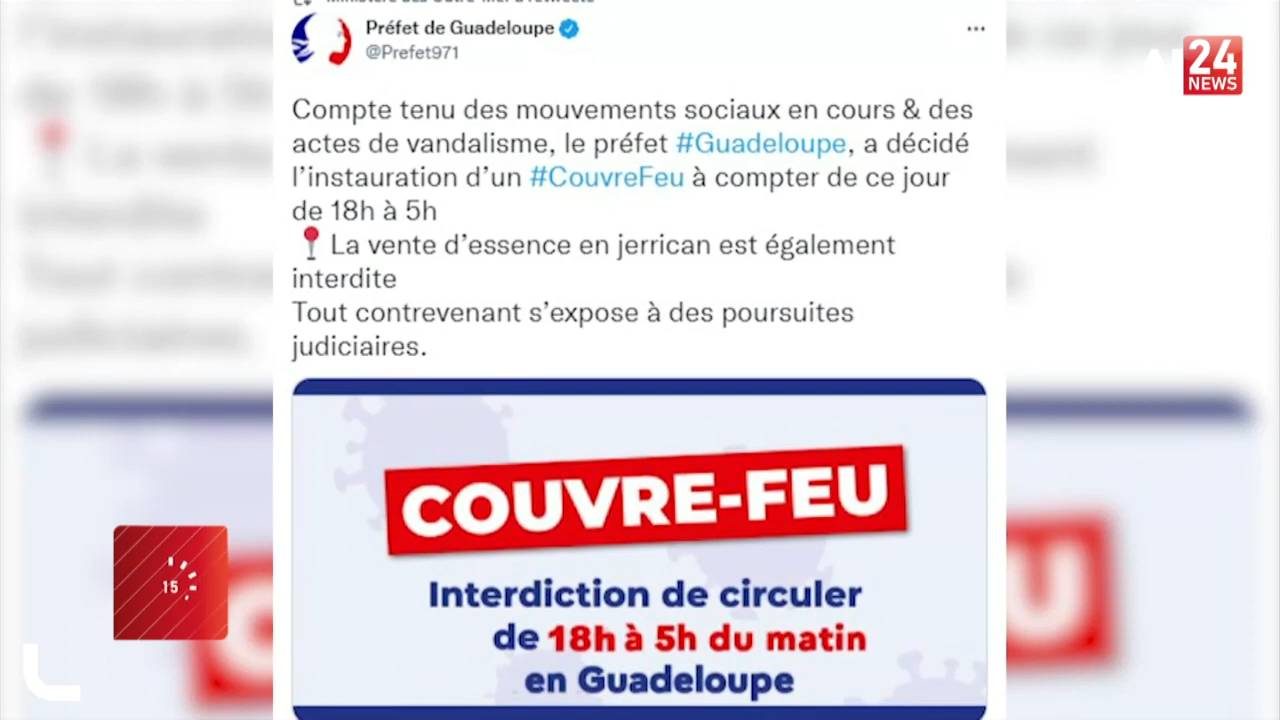 Préfet de Guadeloupe
@Prefet971
24
NEWS
Compte tenu des mouvements sociaux en cours & des
actes de vandalisme, le préfet #Guadeloupe, a décidé
l’instauration d’un #CouvreFeu à compter de ce jour
de 18h à 5h
La vente d’essence en jerrican est également
interdite
Tout contrevenant s’expose à des poursuites
judiciaires.
COUVRE-FEU
Interdiction de circuler
de 18h à 5h du matin
en Guadeloupe
15